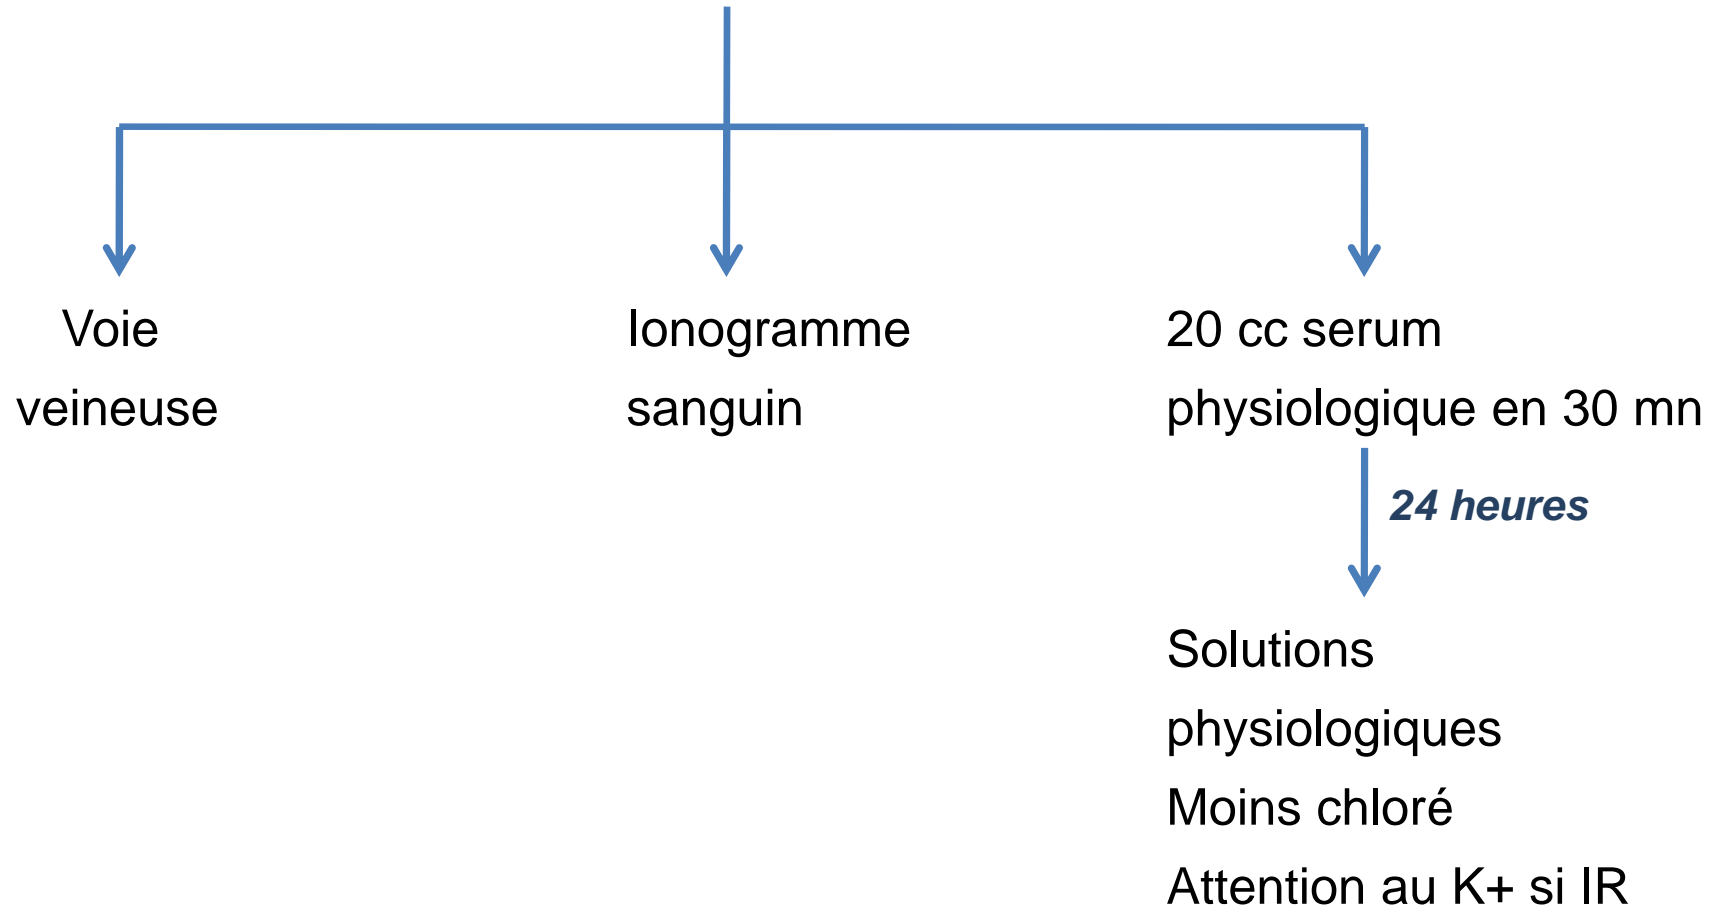 Voie
veineuse
Ionogramme
sanguin
20 cc serum
physiologique en 30 mn
24 heures
Solutions
physiologiques
Moins chloré
Attention au K+ si IR